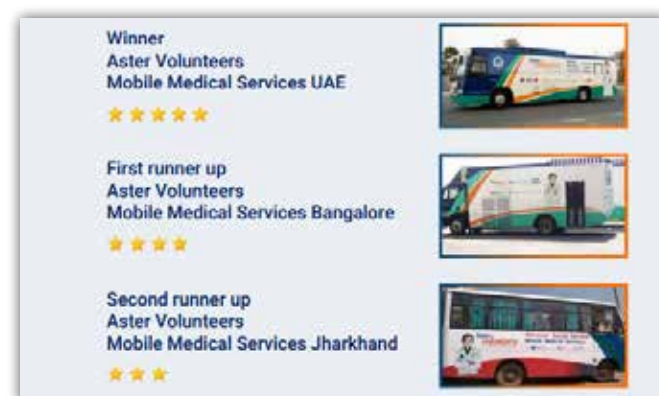 Winner
Aster Volunteers
Mobile Medical Services UAE
First runner up
Aster Volunteers
Mobile Medical Services Bangalore
Second runner up
Aster Volunteers
Mobile Medical Services Jharkhand